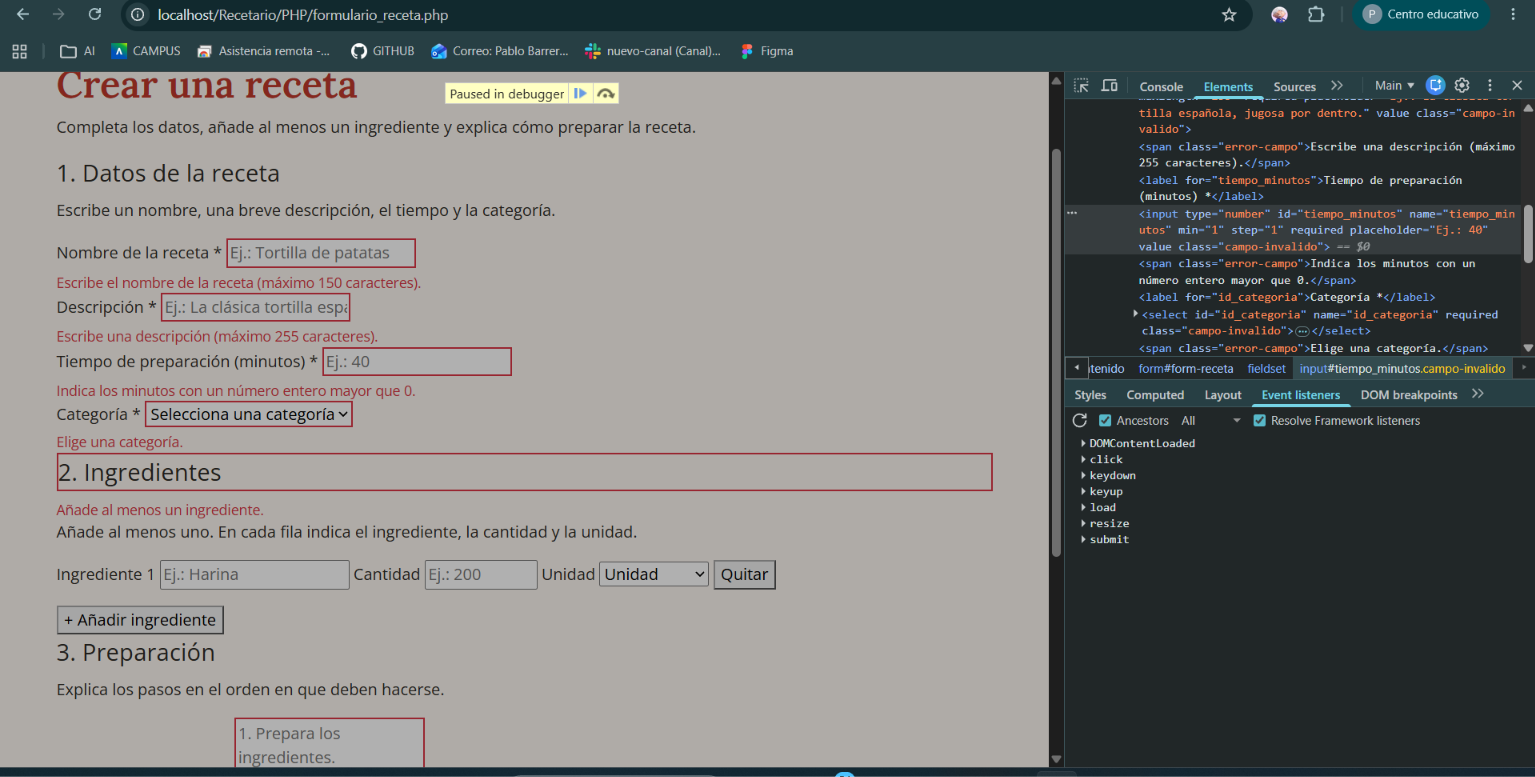 localhost/Recetario/PHP/formulario_receta.php
P Centro educativo
AI CAMPUS Asistencia remota -... GITHUB Correo: Pablo Barrer... nuevo-canal (Canal)... Figma
Crear una receta
Paused in debugger
Completa los datos, añade al menos un ingrediente y explica cómo preparar la receta.
1. Datos de la receta
Escribe un nombre, una breve descripción, el tiempo y la categoría.
Nombre de la receta * Ej.: Tortilla de patatas
Escribe el nombre de la receta (máximo 150 caracteres).
Descripción * Ej.: La clásica tortilla espa
Escribe una descripción (máximo 255 caracteres).
Tiempo de preparación (minutos) * Ej.: 40
Indica los minutos con un número entero mayor que 0.
Categoría * Selecciona una categoría
Elige una categoría.
2. Ingredientes
Añade al menos un ingrediente.
Añade al menos uno. En cada fila indica el ingrediente, la cantidad y la unidad.
Ingrediente 1 Ej.: Harina Cantidad Ej.: 200 Unidad Unidad Quitar
+ Añadir ingrediente
3. Preparación
Explica los pasos en el orden en que deben hacerse.
1. Prepara los
ingredientes.
Console Elements Sources Main
tilla española, jugosa por dentro." value class="campo-in
valido">
<span class="error-campo">Escribe una descripción (máximo
255 caracteres).</span>
<label for="tiempo_minutos">Tiempo de preparación
(minutos) *</label>
<input type="number" id="tiempo_minutos" name="tiempo_min
utos" min="1" step="1" required placeholder="Ej.: 40"
value class="campo-invalido"> == $0
<span class="error-campo">Indica los minutos con un
número entero mayor que 0.</span>
<label for="id_categoria">Categoría *</label>
<select id="id_categoria" name="id_categoria" required
class="campo-invalido">…</select>
<span class="error-campo">Elige una categoría.</span>
tenido form#form-receta fieldset input#tiempo_minutos.campo-invalido
Styles Computed Layout Event listeners DOM breakpoints
Ancestors All Resolve Framework listeners
DOMContentLoaded
click
keydown
keyup
load
resize
submit